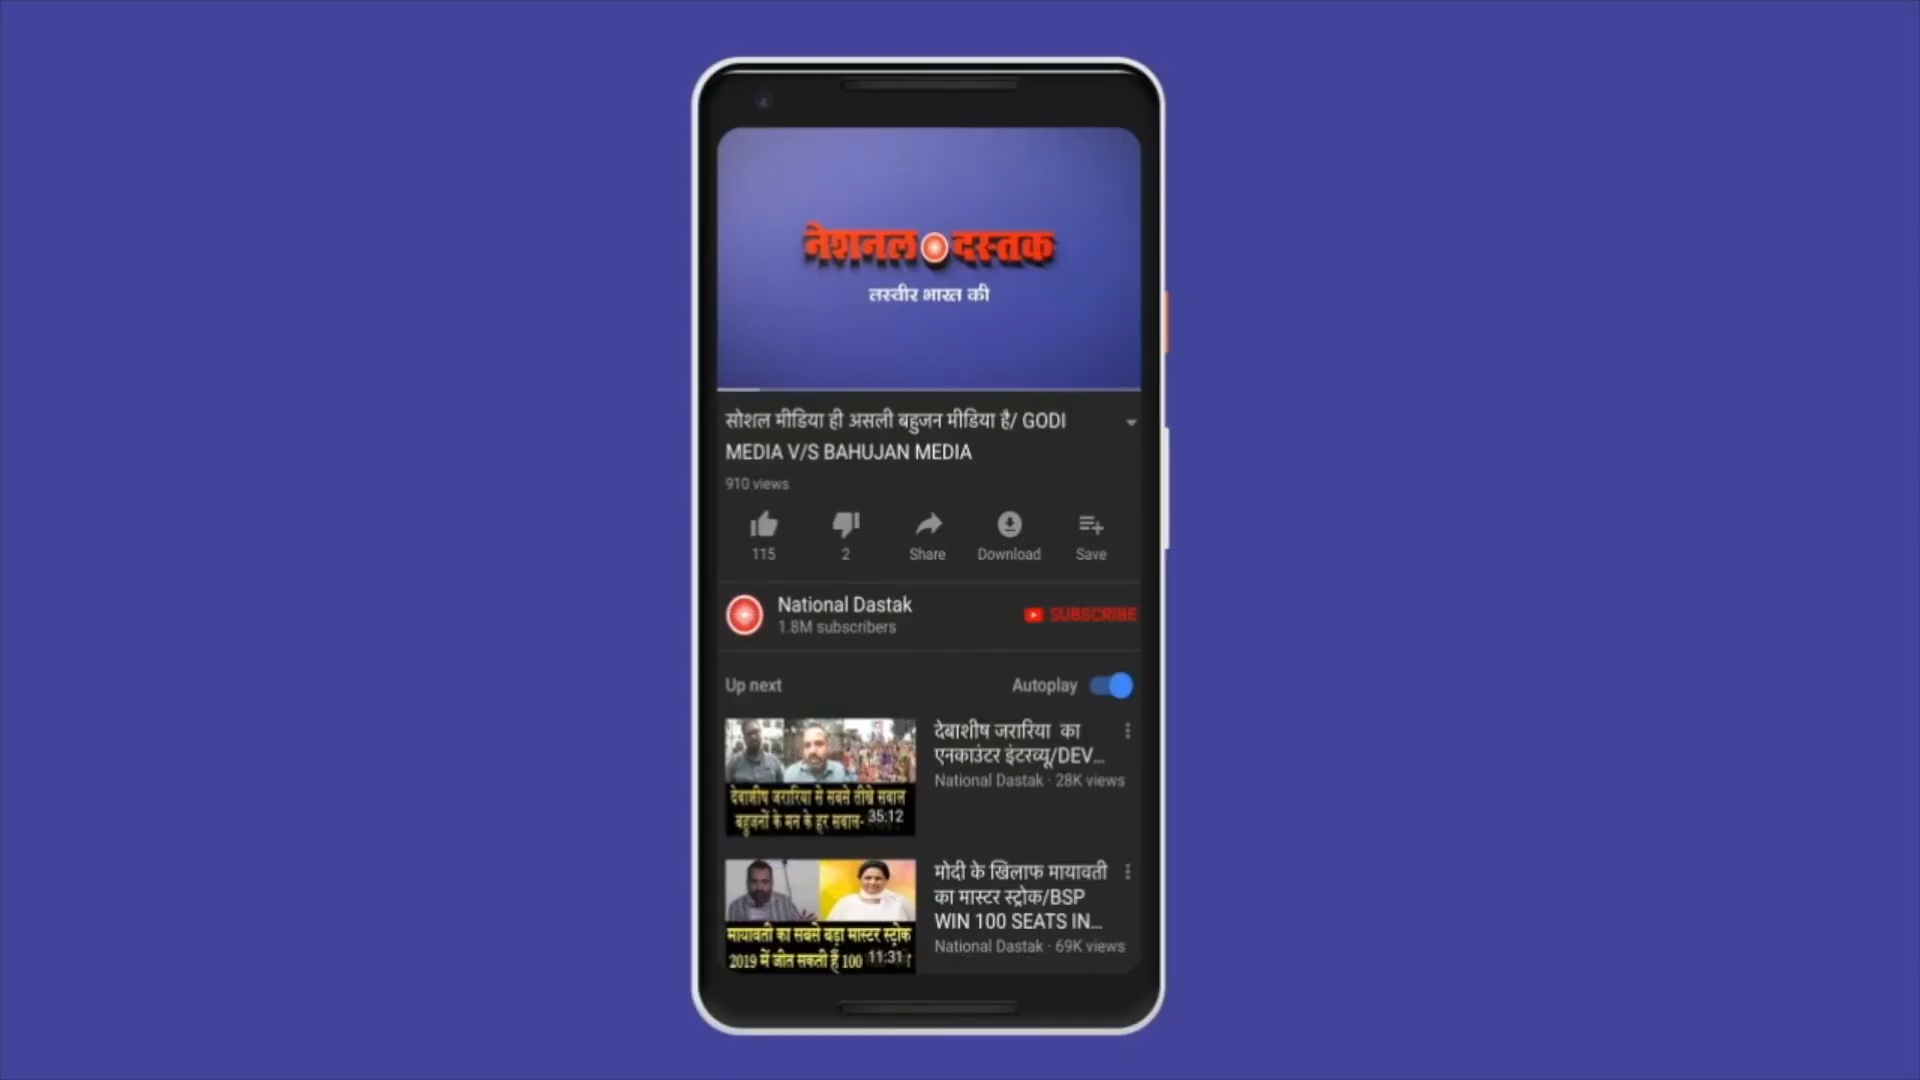 नेशनल दस्तक
तस्वीर भारत की
सोशल मीडिया ही असली बहुजन मीडिया है/ GODI
MEDIA V/S BAHUJAN MEDIA
910 views
115
2
Share
Download
Save
National Dastak
1.8M subscribers
SUBSCRIBE
Up next
Autoplay
देबाशीष जरारिया से सबसे तीखे सवाल
बहुजनों के मन के हर सवाल-
35:12
देबाशीष जरारिया का
एनकाउंटर इंटरव्यू/DEV...
National Dastak · 28K views
मायावती का सबसे बड़ा मास्टर स्ट्रोक
2019 में जीत सकती हैं 100
11:31
मोदी के खिलाफ मायावती
का मास्टर स्ट्रोक/BSP
WIN 100 SEATS IN...
National Dastak · 69K views